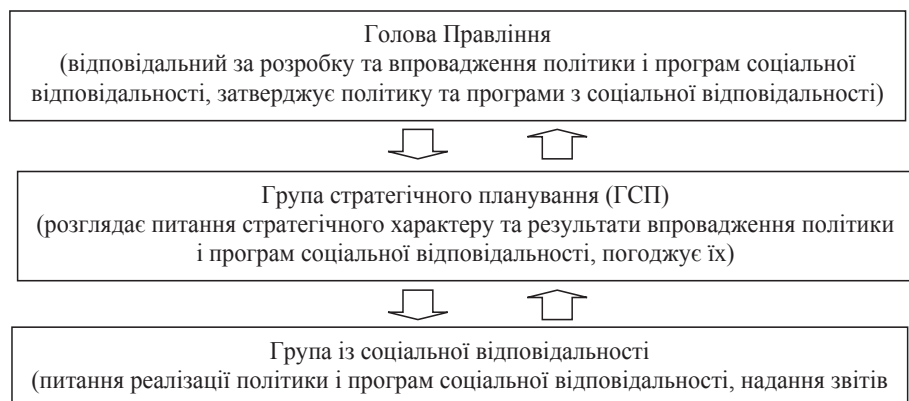 Голова Правління
(відповідальний за розробку та впровадження політики і програм соціальної
відповідальності, затверджує політику та програми з соціальної відповідальності)
Група стратегічного планування (ГСП)
(розглядає питання стратегічного характеру та результати впровадження політики
і програм соціальної відповідальності, погоджує їх)
Група із соціальної відповідальності
(питання реалізації політики і програм соціальної відповідальності, надання звітів